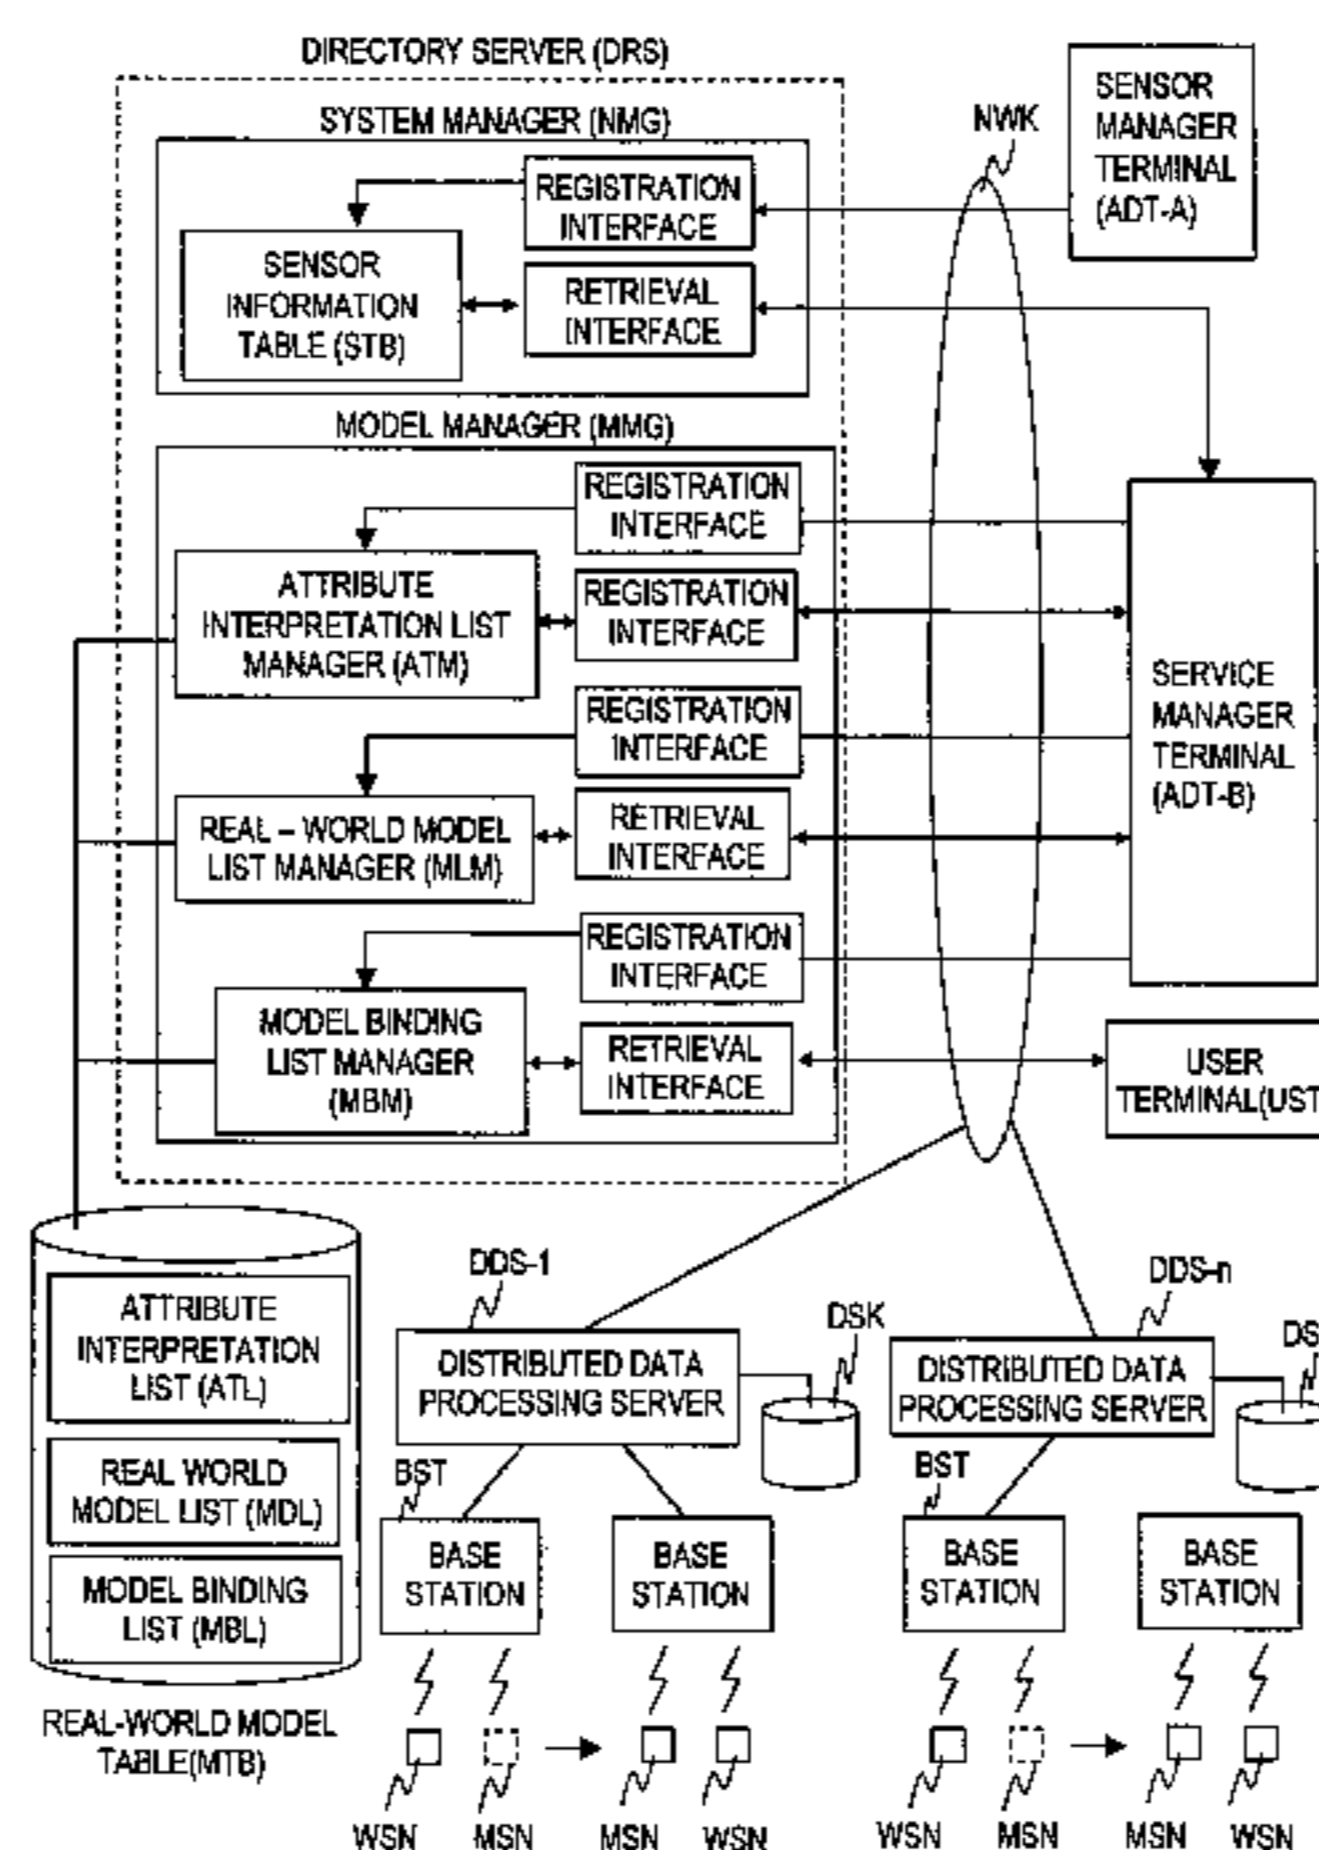 DIRECTORY SERVER (DRS)
SYSTEM MANAGER (NMG)
REGISTRATION
INTERFACE
SENSOR
INFORMATION
TABLE (STB)
RETRIEVAL
INTERFACE
NWK
SENSOR
MANAGER
TERMINAL
(ADT-A)
MODEL MANAGER (MMG)
REGISTRATION
INTERFACE
ATTRIBUTE
INTERPRETATION LIST
MANAGER (ATM)
REGISTRATION
INTERFACE
REGISTRATION
INTERFACE
REAL – WORLD MODEL
LIST MANAGER (MLM)
RETRIEVAL
INTERFACE
REGISTRATION
INTERFACE
MODEL BINDING
LIST MANAGER
(MBM)
RETRIEVAL
INTERFACE
SERVICE
MANAGER
TERMINAL
(ADT-B)
USER
TERMINAL(UST
ATTRIBUTE
INTERPRETATION
LIST (ATL)
REAL WORLD
MODEL LIST (MDL)
MODEL BINDING
LIST (MBL)
REAL-WORLD MODEL
TABLE(MTB)
DDS-1
DISTRIBUTED DATA
PROCESSING SERVER
DSK
DDS-n
DISTRIBUTED DATA
PROCESSING SERVER
DS
BST
BASE
STATION
BASE
STATION
BST
BASE
STATION
BASE
STATION
WSN
MSN
MSN
WSN
WSN
MSN
MSN
WSN